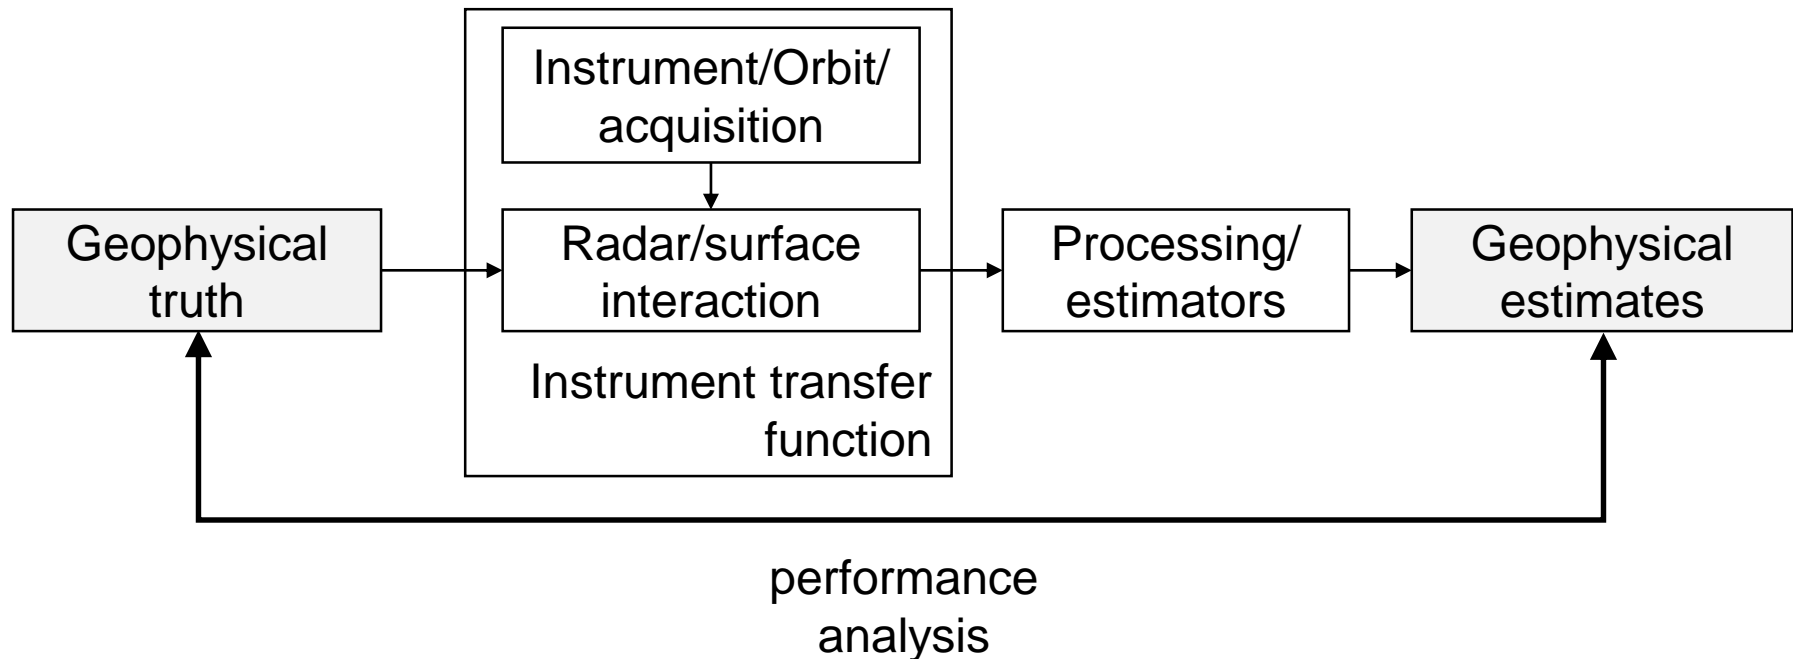 Instrument/Orbit/
acquisition
Geophysical
truth
Radar/surface
interaction
Processing/
estimators
Geophysical
estimates
Instrument transfer
function
performance
analysis